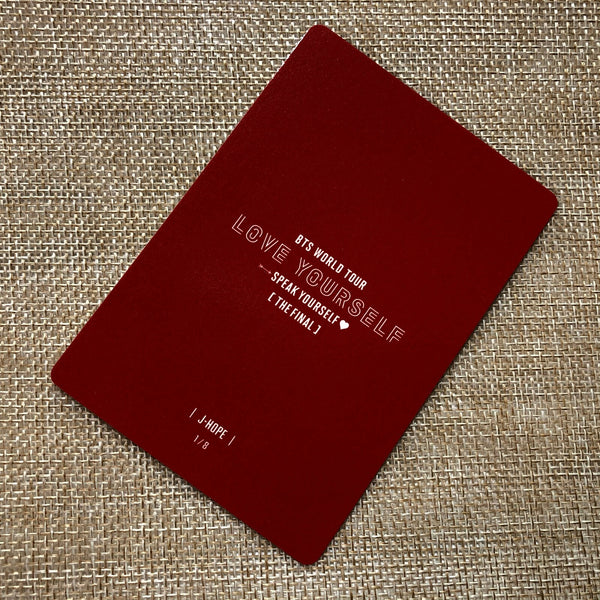 BTS WORLD TOUR
LOVE YOURSELF
SPEAK YOURSELF♥
[ THE FINAL ]
| J-HOPE |
1/8